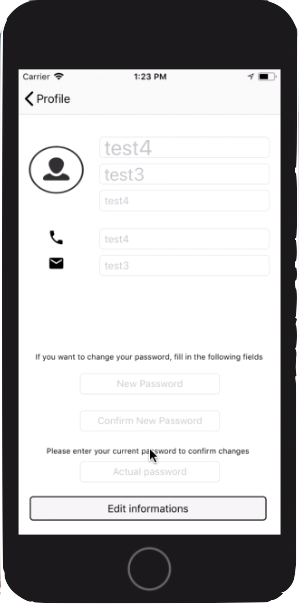 Carrier 1:23 PM
Profile
test4
test3
test4
test4
test3
If you want to change your password, fill in the following fields
New Password
Confirm New Password
Please enter your current password to confirm changes
Actual password
Edit informations